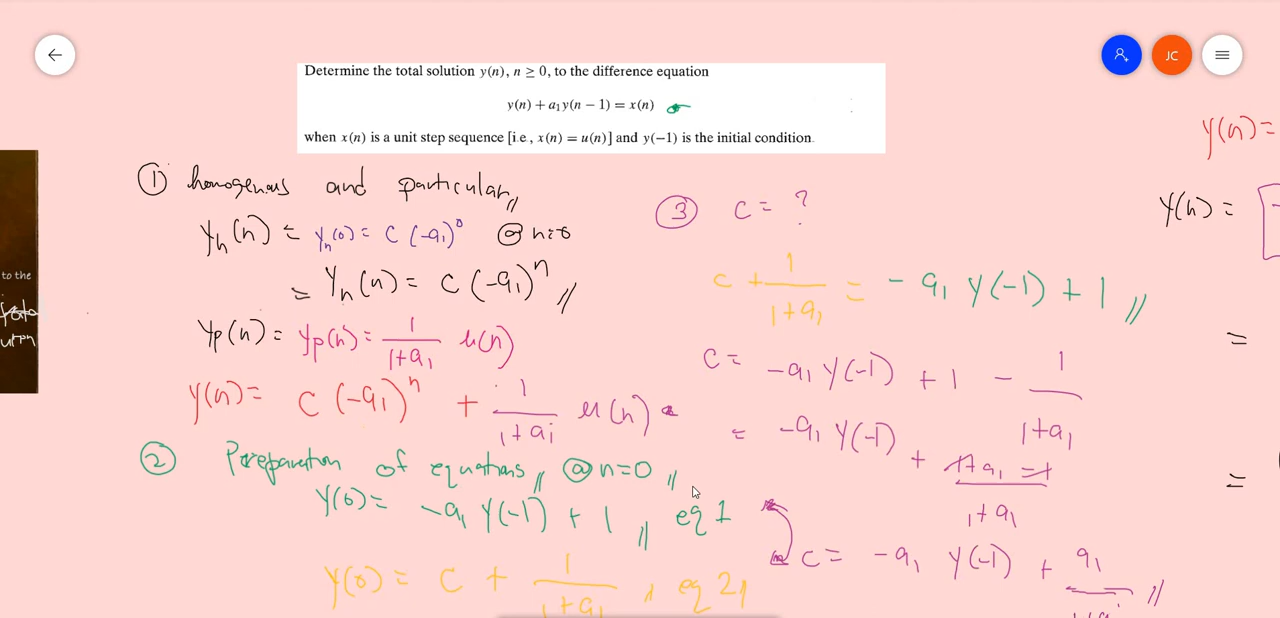 JC
Determine the total solution y(n), n ≥ 0, to the difference equation
y(n) + a₁y(n − 1) = x(n)
when x(n) is a unit step sequence [i.e., x(n) = u(n)] and y(−1) is the initial condition.
to the
① homogenous and particular,,
yₕ(n) = yₕ(0) = C (-a₁)⁰ @ n=0
= yₕ(n) = C (-a₁)ⁿ //
yp(n) = yp(n) = 1/(1+a₁) u(n)
y(n) = C (-a₁)ⁿ + 1/(1+a₁) u(n)
② Preparation of equations,, @ n=0 //
y(0) = -a₁ y(-1) + 1 // eq 1
y(0) = C + 1/(1+a₁) , eq 2,
③ C = ?
C + 1/(1+a₁) = -a₁ y(-1) + 1 //
C = -a₁ y(-1) + 1 - 1/(1+a₁)
= -a₁ y(-1) + (1+a₁-1)/(1+a₁)
C = -a₁ y(-1) + a₁/(1+a₁) //
y(n) =
y(n) =
=
=